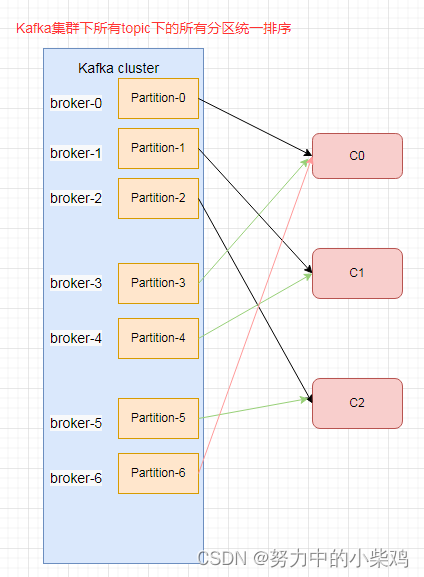 Kafka集群下所有topic下的所有分区统一排序
Kafka cluster
broker-0 Partition-0
C0
broker-1 Partition-1
broker-2 Partition-2
C1
broker-3 Partition-3
broker-4 Partition-4
C2
broker-5 Partition-5
broker-6 Partition-6
CSDN @努力中的小柴鸡